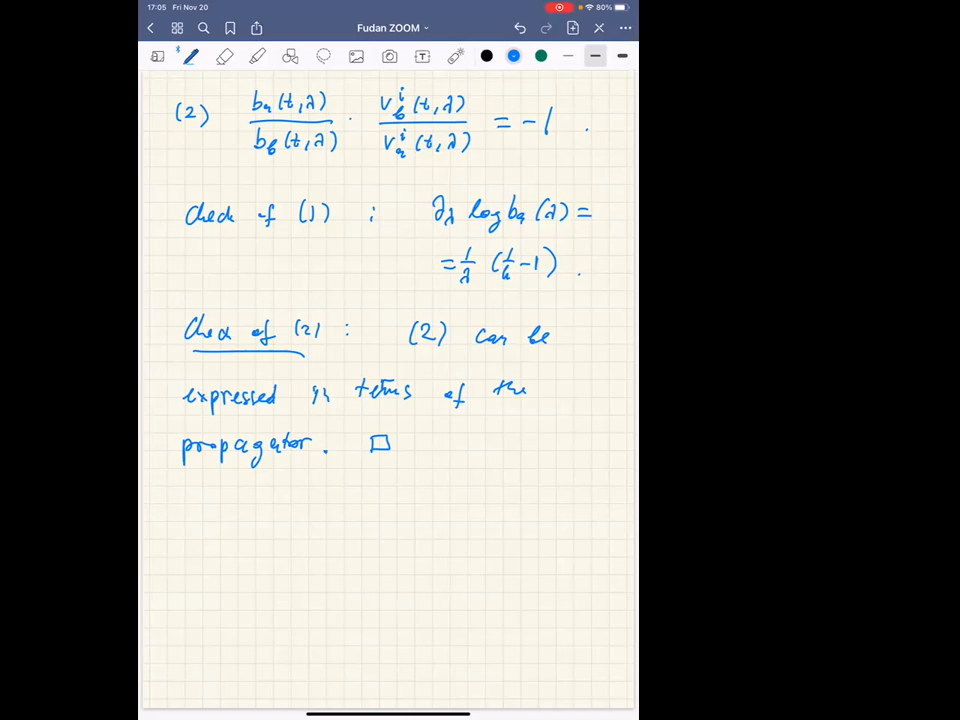 17:05 Fri Nov 20
80%
Fudan ZOOM
(2) b_a(t,λ)/b_b(t,λ) · v_b^i(t,λ)/v_a^i(t,λ) = -1 .
Check of (1) : ∂_λ log b_a(λ) =
= 1/λ (1/h - 1) .
Check of (2) : (2) can be
expressed in terms of the
propagator. □